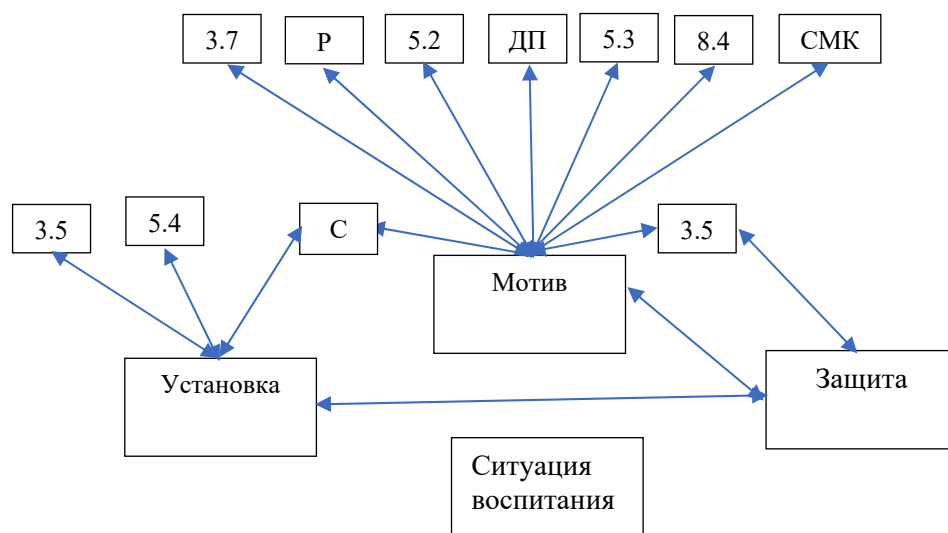 3.7
Р
5.2
ДП
5.3
8.4
СМК
3.5
5.4
С
3.5
Мотив
Установка
Защита
Ситуация
воспитания